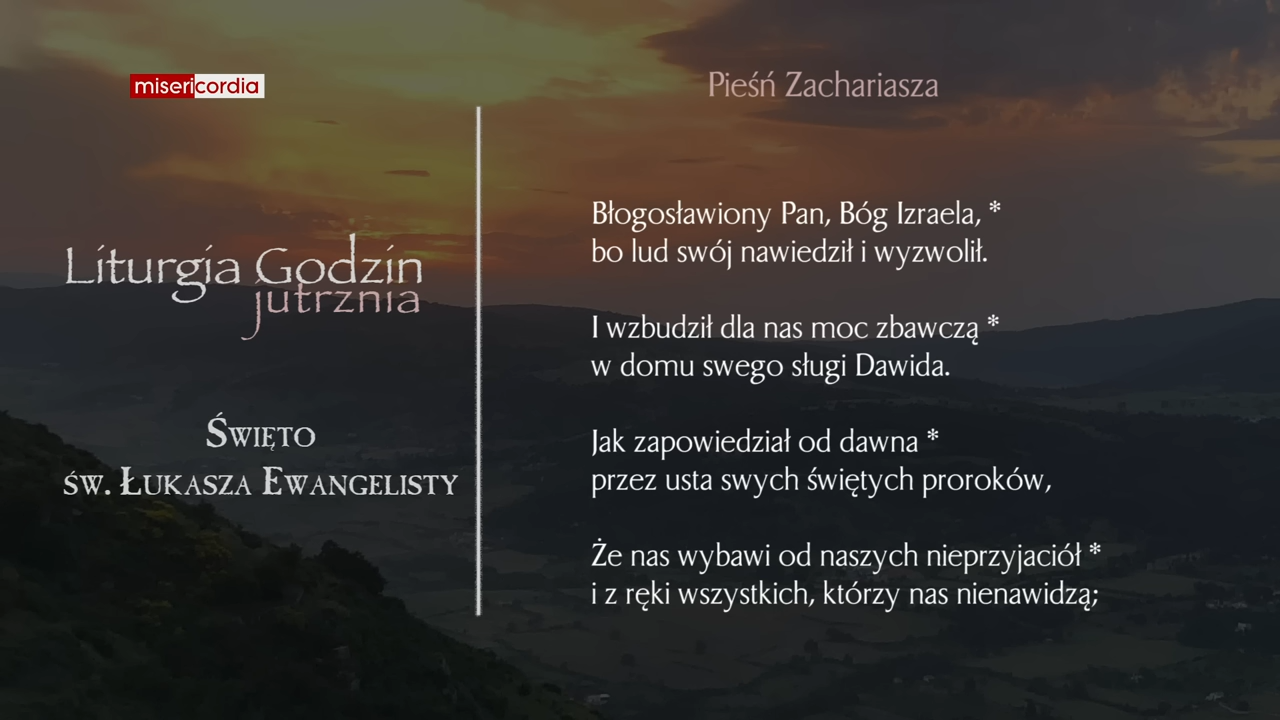 misericordia
Liturgia Godzin
jutrznia
Święto
św. Łukasza Ewangelisty
Pieśń Zachariasza
Błogosławiony Pan, Bóg Izraela, *
bo lud swój nawiedził i wyzwolił.
I wzbudził dla nas moc zbawczą *
w domu swego sługi Dawida.
Jak zapowiedział od dawna *
przez usta swych świętych proroków,
Że nas wybawi od naszych nieprzyjaciół *
i z ręki wszystkich, którzy nas nienawidzą;